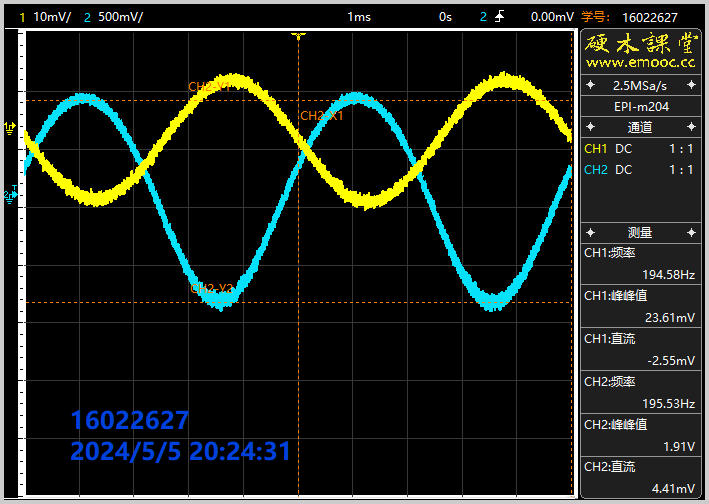 1 10mV/ 2 500mV/ 1ms 0s 2 0.00mV 学号: 16022627
硬木課堂
www.emooc.cc
2.5MSa/s
EPI-m204
通道
CH1 DC 1 : 1
CH2 DC 1 : 1
测量
CH1:频率
194.58Hz
CH1:峰峰值
23.61mV
CH1:直流
-2.55mV
CH2:频率
195.53Hz
CH2:峰峰值
1.91V
CH2:直流
4.41mV
CH2-Y1
CH2-X1
1
2
T
CH2-Y2
16022627
2024/5/5 20:24:31